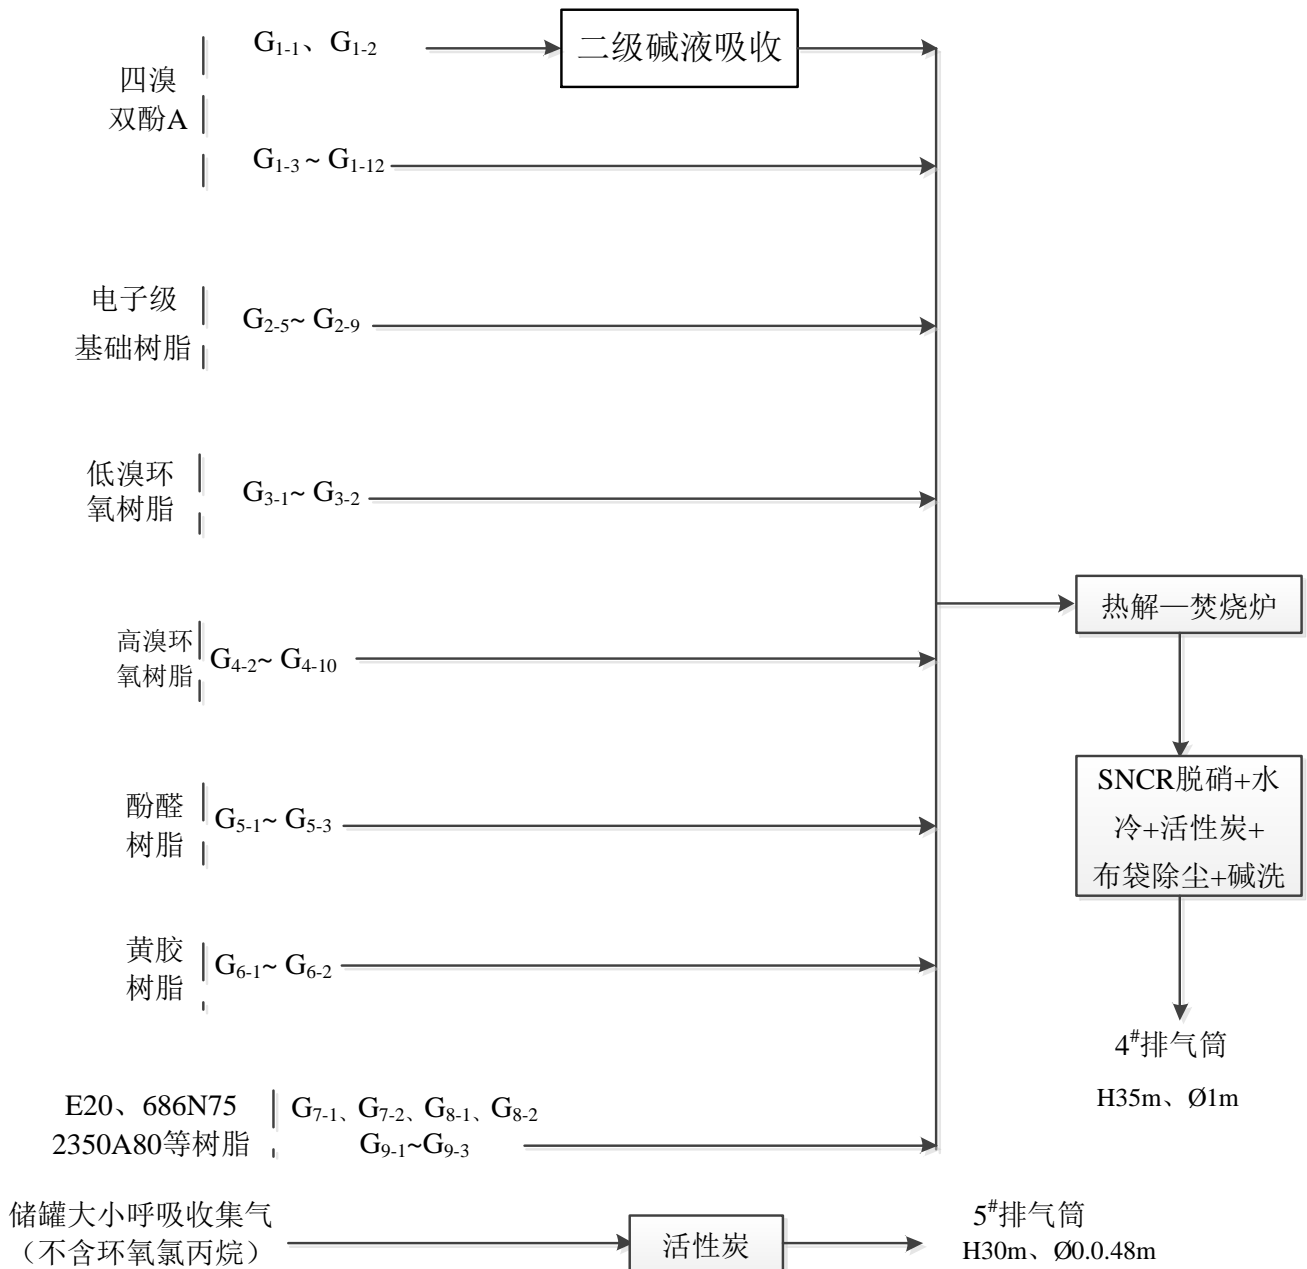 G1-1、G1-2
二级碱液吸收
四溴
双酚A
G1-3 ~ G1-12
电子级
基础树脂
G2-5~ G2-9
低溴环
氧树脂
G3-1~ G3-2
热解—焚烧炉
高溴环
氧树脂
G4-2~ G4-10
SNCR脱硝+水
冷+活性炭+
布袋除尘+碱洗
酚醛
树脂
G5-1~ G5-3
黄胶
树脂
G6-1~ G6-2
4#排气筒
H35m、Ø1m
E20、686N75
2350A80等树脂
G7-1、G7-2、G8-1、G8-2
G9-1~G9-3
储罐大小呼吸收集气
（不含环氧氯丙烷）
活性炭
5#排气筒
H30m、Ø0.0.48m